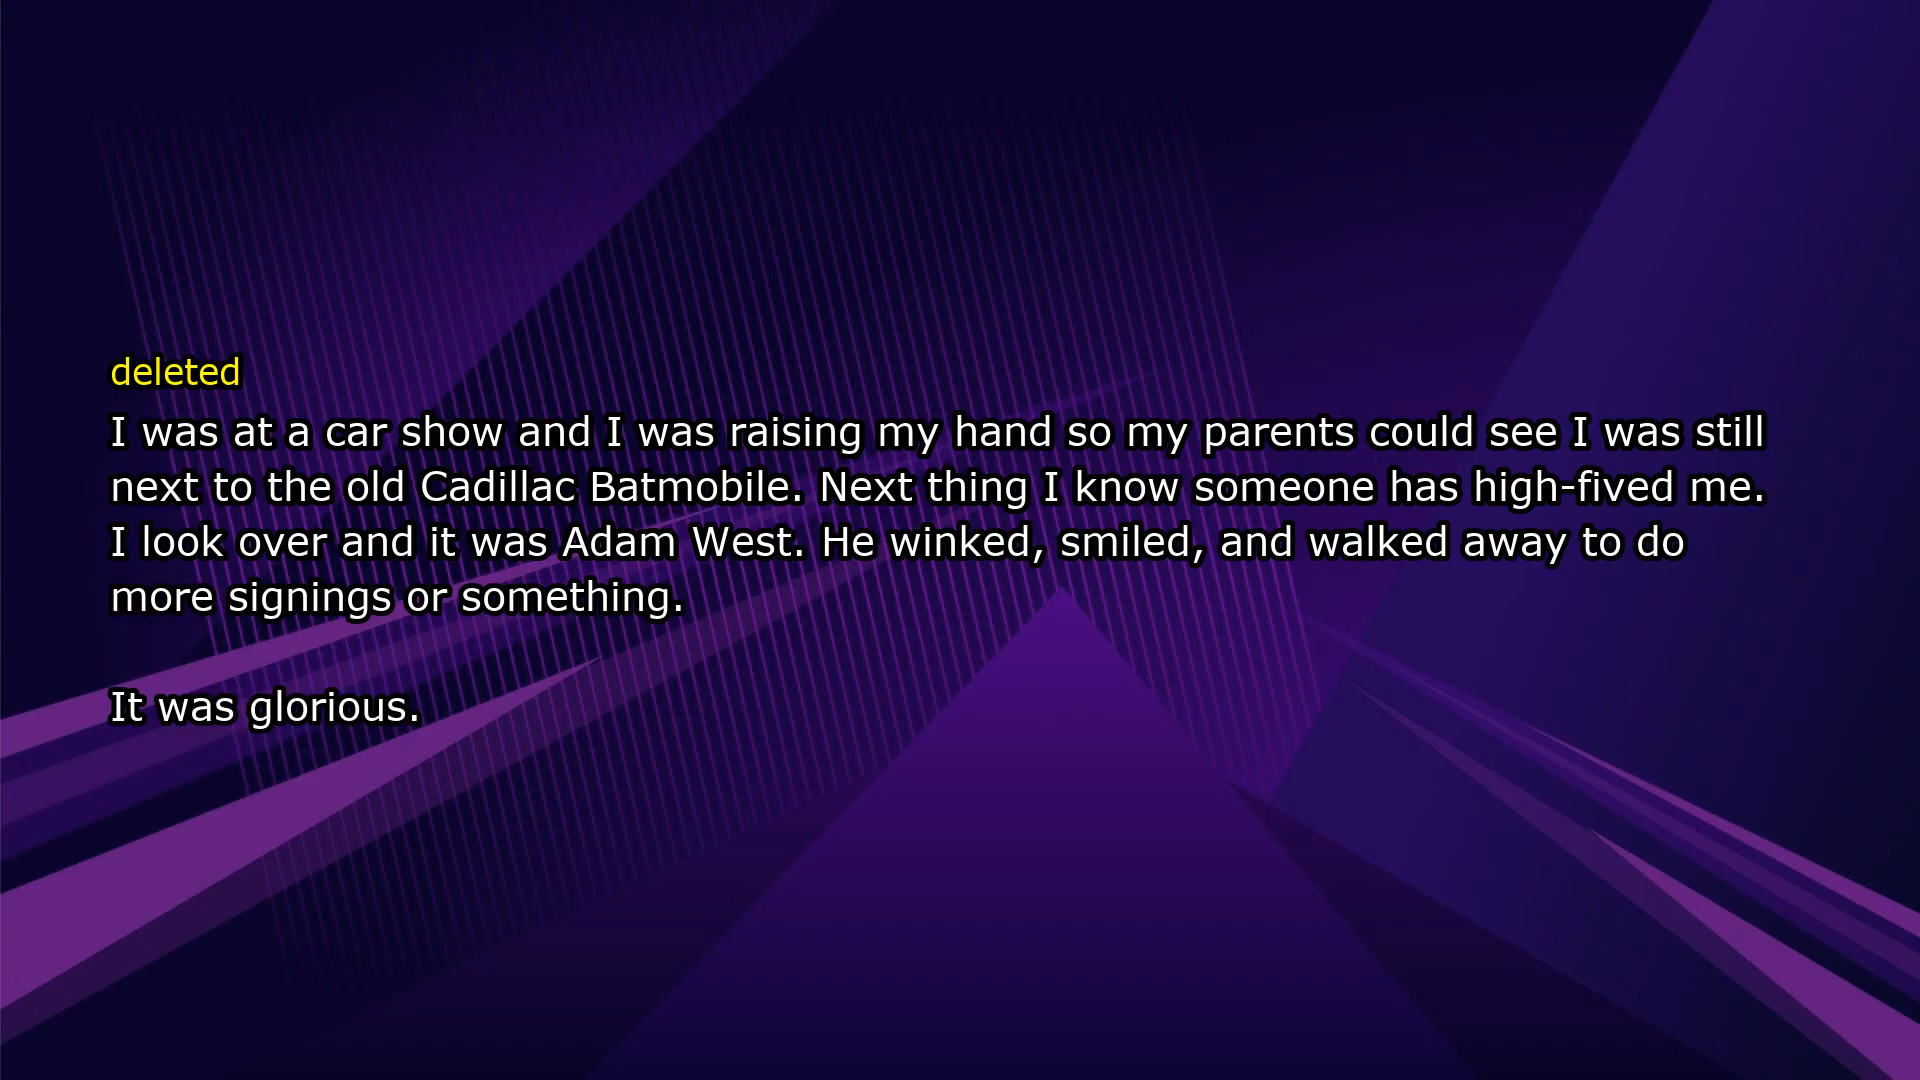 deleted
I was at a car show and I was raising my hand so my parents could see I was still
next to the old Cadillac Batmobile. Next thing I know someone has high-fived me.
I look over and it was Adam West. He winked, smiled, and walked away to do
more signings or something.
It was glorious.